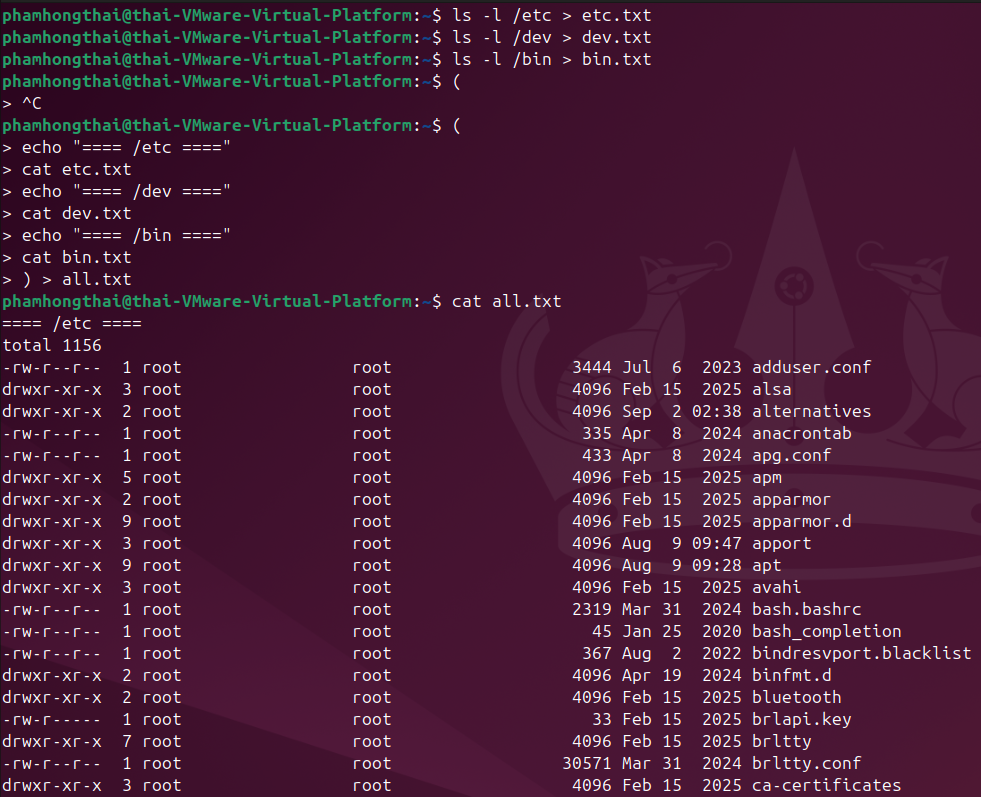 phamhongthai@thai-VMware-Virtual-Platform:~$ ls -l /etc > etc.txt
phamhongthai@thai-VMware-Virtual-Platform:~$ ls -l /dev > dev.txt
phamhongthai@thai-VMware-Virtual-Platform:~$ ls -l /bin > bin.txt
phamhongthai@thai-VMware-Virtual-Platform:~$ (
> ^C
phamhongthai@thai-VMware-Virtual-Platform:~$ (
> echo "==== /etc ===="
> cat etc.txt
> echo "==== /dev ===="
> cat dev.txt
> echo "==== /bin ===="
> cat bin.txt
> ) > all.txt
phamhongthai@thai-VMware-Virtual-Platform:~$ cat all.txt
==== /etc ====
total 1156
-rw-r--r--  1 root                 root                  3444 Jul  6  2023 adduser.conf
drwxr-xr-x  3 root                 root                  4096 Feb 15  2025 alsa
drwxr-xr-x  2 root                 root                  4096 Sep  2 02:38 alternatives
-rw-r--r--  1 root                 root                   335 Apr  8  2024 anacrontab
-rw-r--r--  1 root                 root                   433 Apr  8  2024 apg.conf
drwxr-xr-x  5 root                 root                  4096 Feb 15  2025 apm
drwxr-xr-x  2 root                 root                  4096 Feb 15  2025 apparmor
drwxr-xr-x  9 root                 root                  4096 Feb 15  2025 apparmor.d
drwxr-xr-x  3 root                 root                  4096 Aug  9 09:47 apport
drwxr-xr-x  9 root                 root                  4096 Aug  9 09:28 apt
drwxr-xr-x  3 root                 root                  4096 Feb 15  2025 avahi
-rw-r--r--  1 root                 root                  2319 Mar 31  2024 bash.bashrc
-rw-r--r--  1 root                 root                    45 Jan 25  2020 bash_completion
-rw-r--r--  1 root                 root                   367 Aug  2  2022 bindresvport.blacklist
drwxr-xr-x  2 root                 root                  4096 Apr 19  2024 binfmt.d
drwxr-xr-x  2 root                 root                  4096 Feb 15  2025 bluetooth
-rw-r-----  1 root                 root                    33 Feb 15  2025 brlapi.key
drwxr-xr-x  7 root                 root                  4096 Feb 15  2025 brltty
-rw-r--r--  1 root                 root                 30571 Mar 31  2024 brltty.conf
drwxr-xr-x  3 root                 root                  4096 Feb 15  2025 ca-certificates